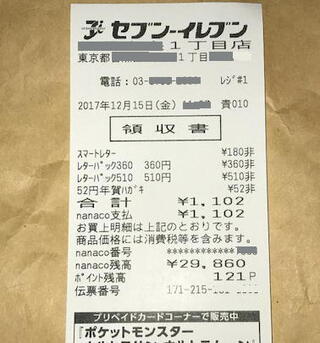 セブン-イレブン
1丁目店
東京都 1丁目
電話:03- レジ#1
2017年12月15日(金) 責010
領収書
スマートレター ¥180非
レターパック360 360円 ¥360非
レターパック510 510円 ¥510非
52円年賀ハガキ ¥52非
合計 ¥1,102
nanaco支払 ¥1,102
お買上明細は上記のとおりです。
商品価格には消費税等を含みます。
nanaco番号 ************
nanaco残高 ¥29,860
ポイント残高 121P
伝票番号 171-215-
プリペイドカードコーナーで販売中
『ポケットモンスター